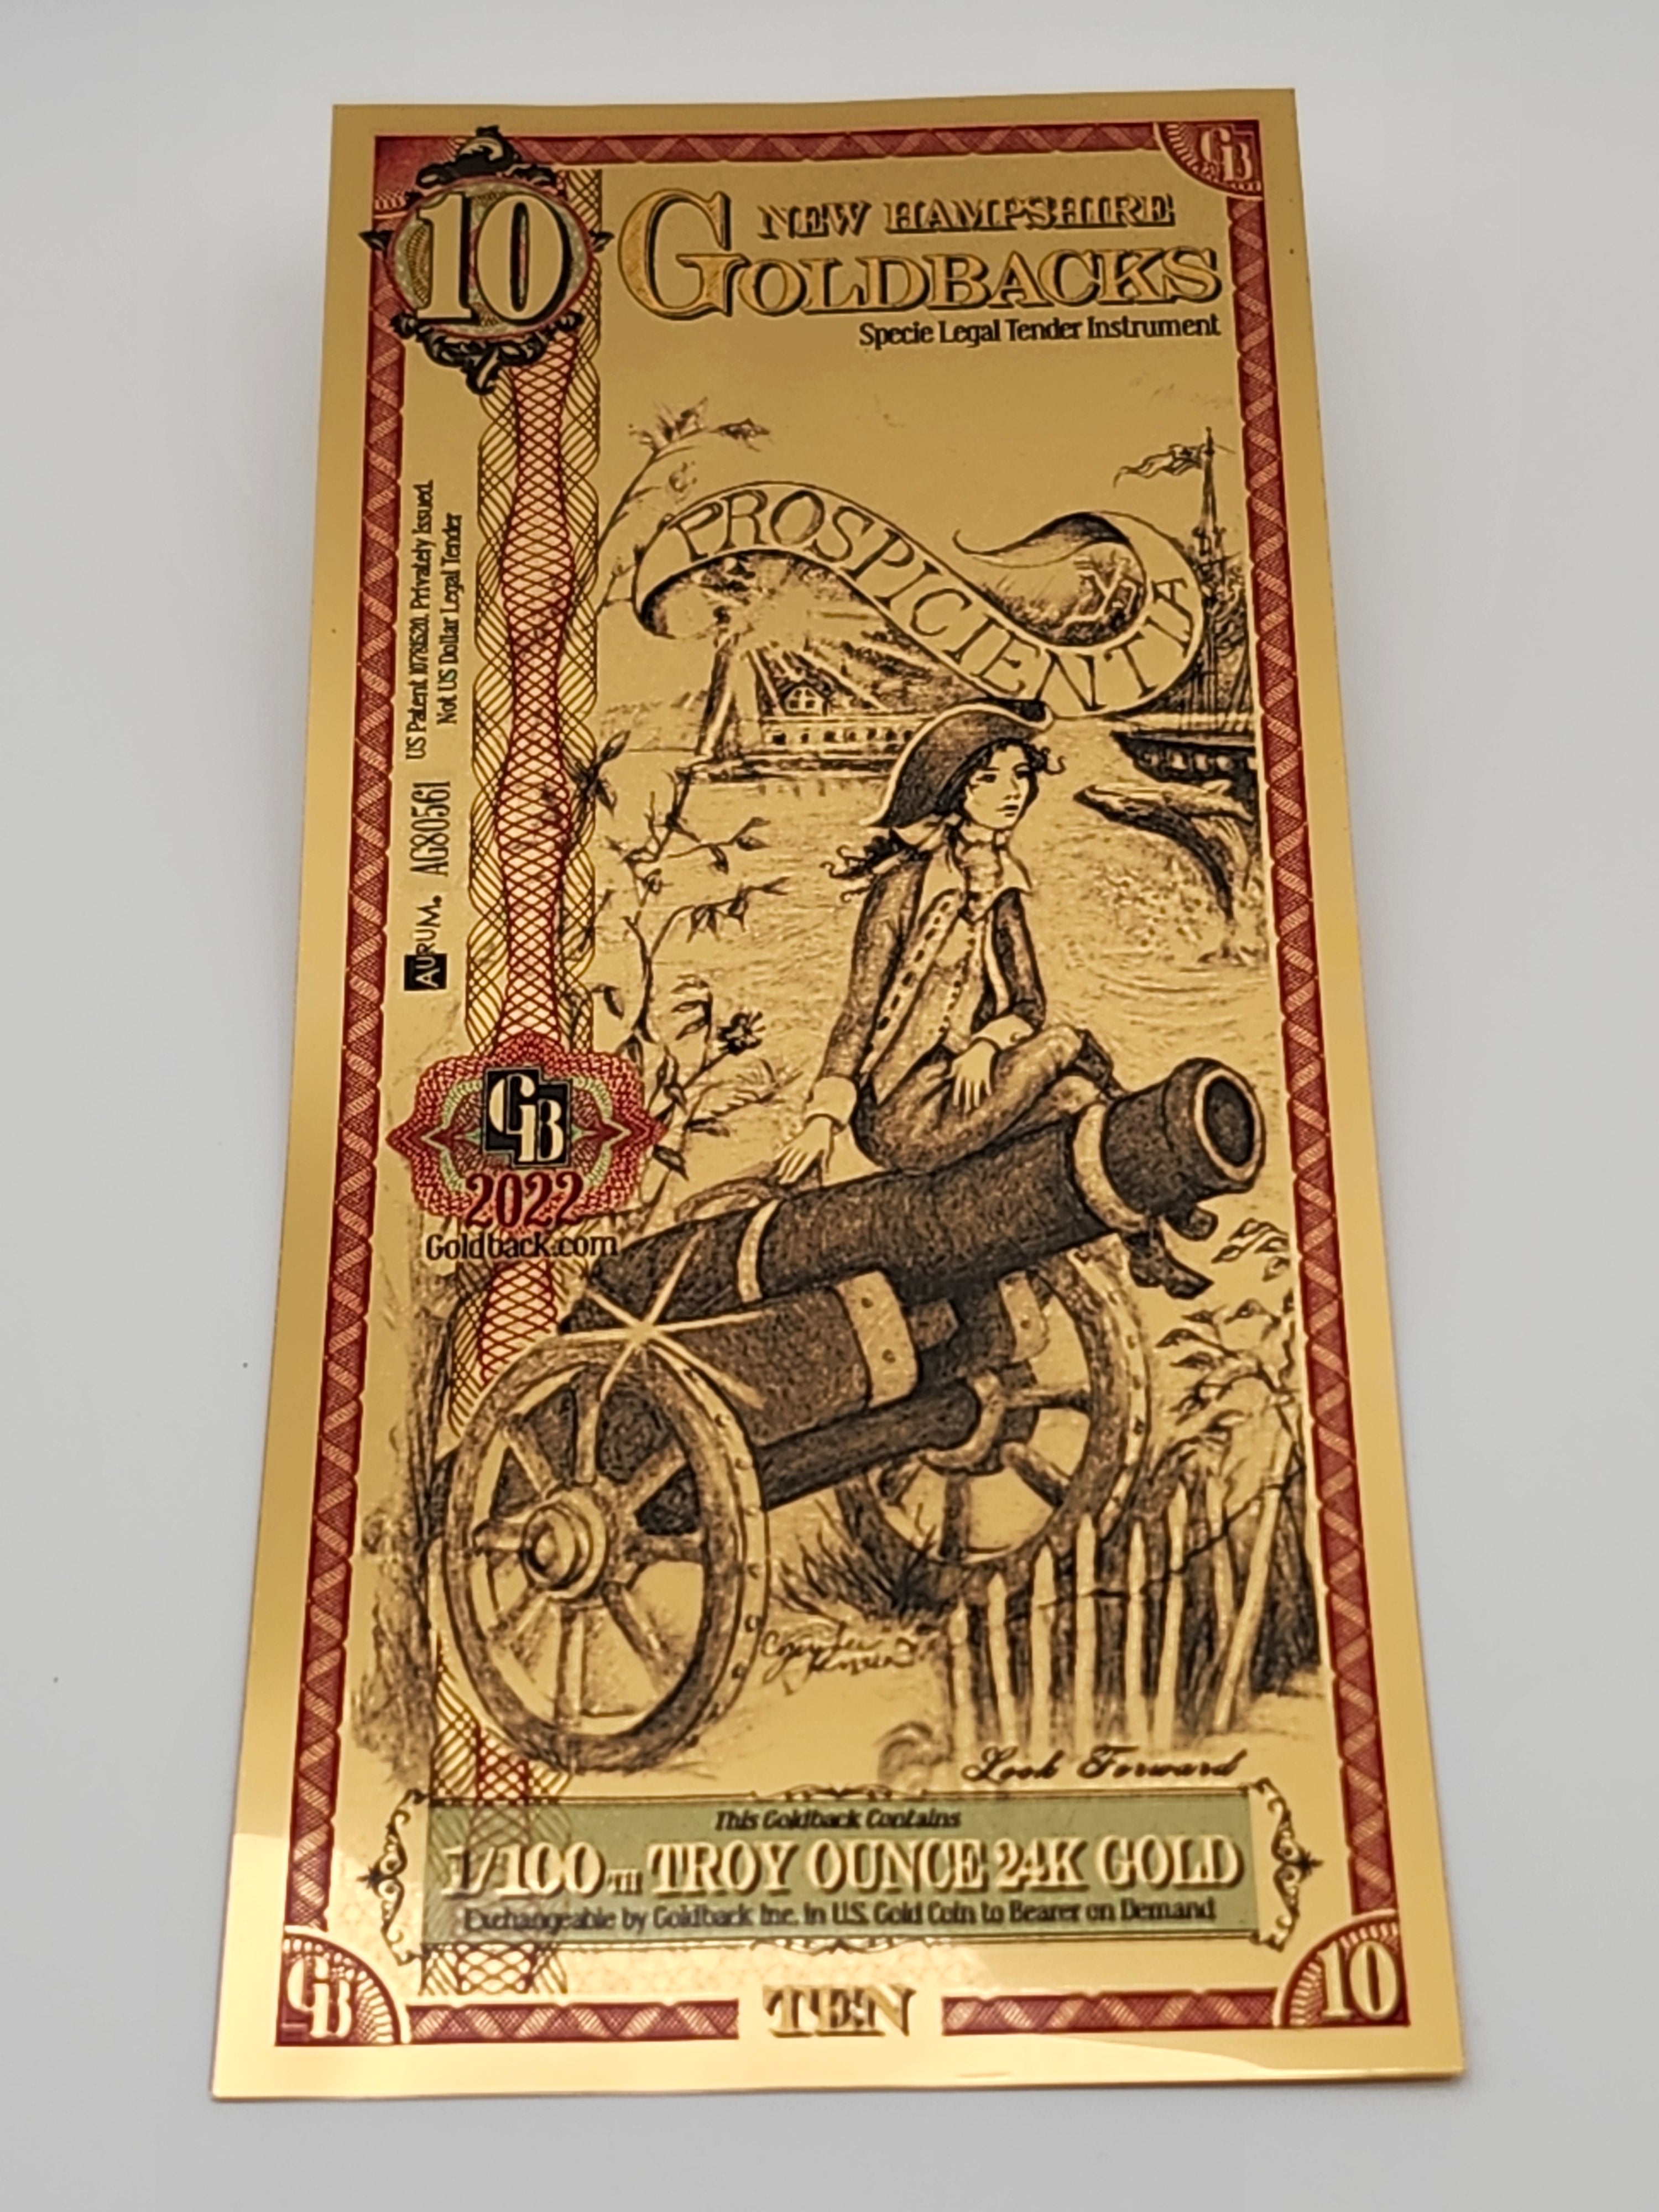 10
GB
NEW HAMPSHIRE
GOLDBACKS
Specie Legal Tender Instrument
PROSPICIENTIA
US Patent 10778520. Privately Issued.
Not US Dollar Legal Tender
AURUM. AG80561
GB
2022
Goldback.com
Look Forward
This Goldback Contains
1/100TH TROY OUNCE 24K GOLD
Exchangeable by Goldback Inc. in U.S. Gold Coin to Bearer on Demand
GB
TEN
10